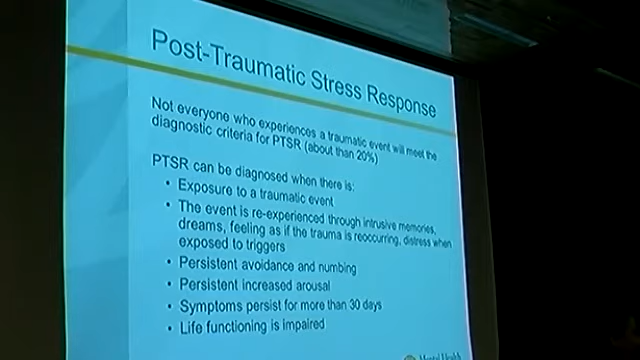 Post-Traumatic Stress Response
Not everyone who experiences a traumatic event will meet the
diagnostic criteria for PTSR (about than 20%)
PTSR can be diagnosed when there is:
• Exposure to a traumatic event
• The event is re-experienced through intrusive memories,
dreams, feeling as if the trauma is reoccurring, distress when
exposed to triggers
• Persistent avoidance and numbing
• Persistent increased arousal
• Symptoms persist for more than 30 days
• Life functioning is impaired
Mental Health